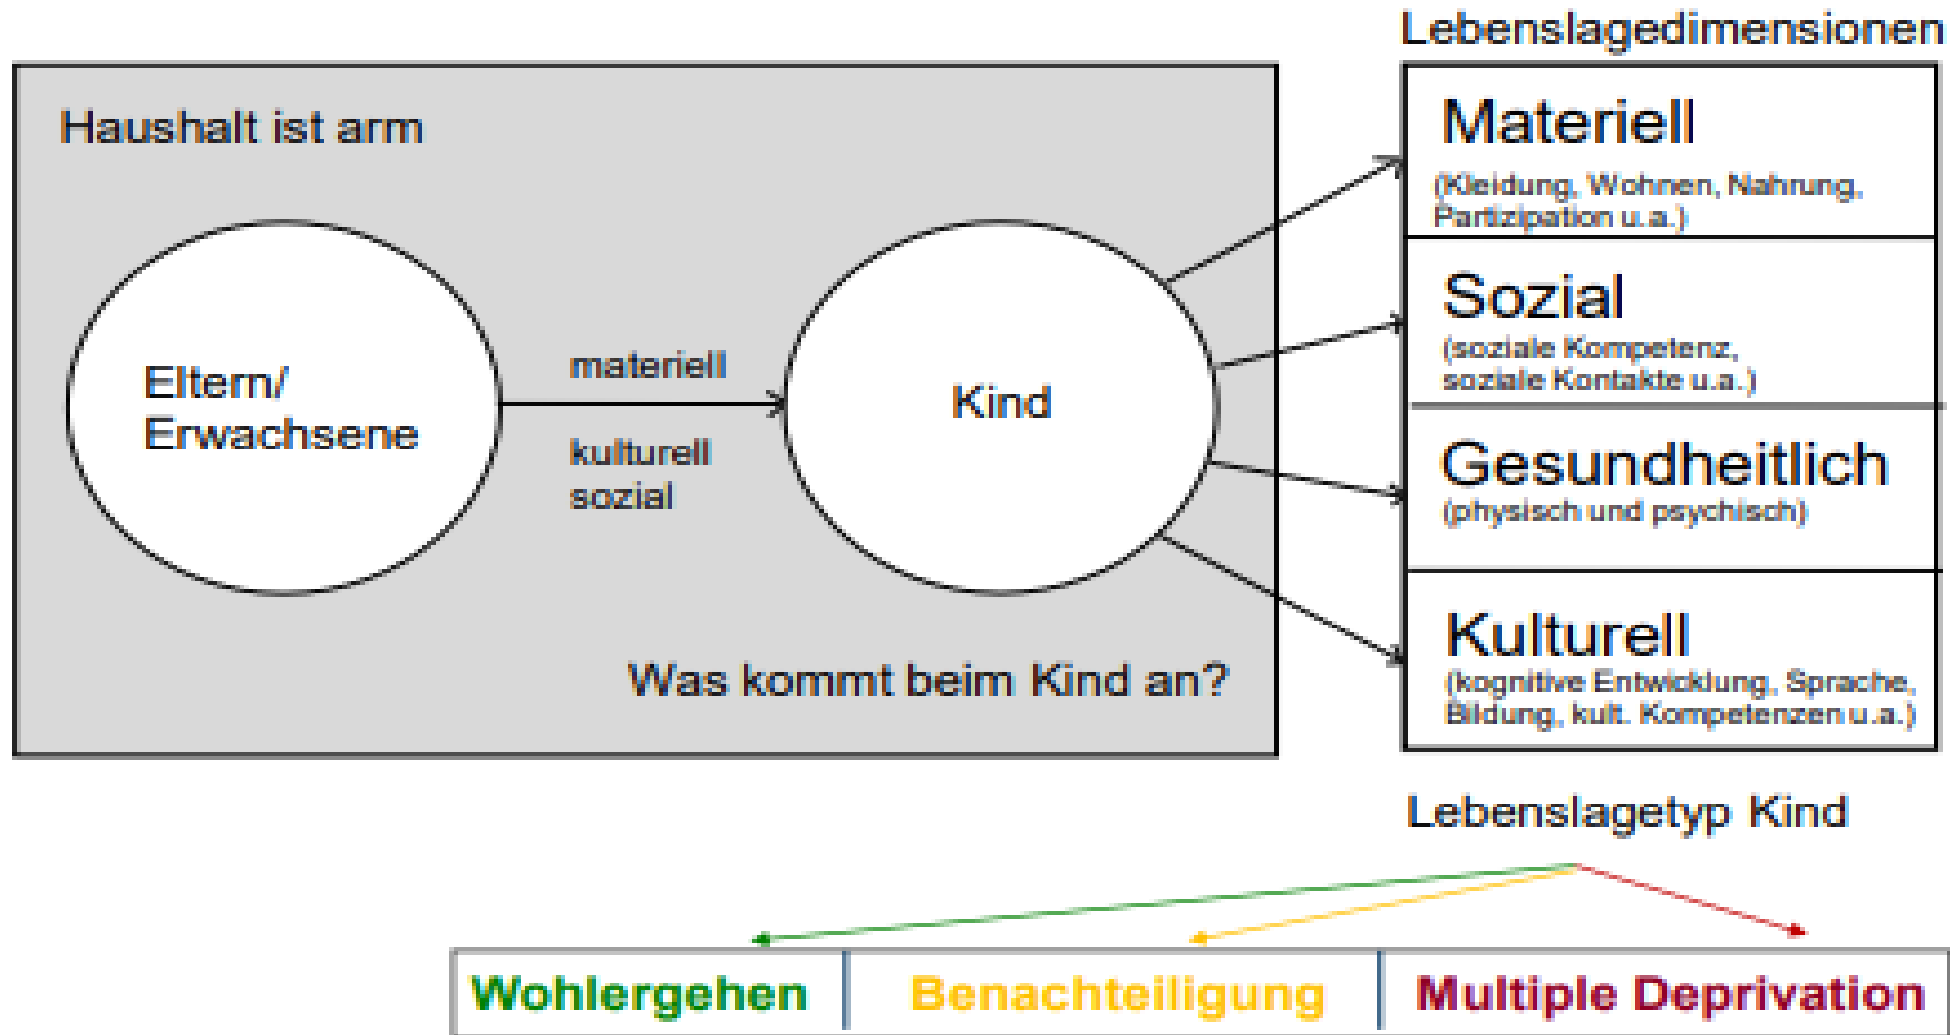 Lebenslagedimensionen
Haushalt ist arm
Eltern/
Erwachsene
materiell
kulturell
sozial
Kind
Was kommt beim Kind an?
Materiell
(Kleidung, Wohnen, Nahrung,
Partizipation u.a.)
Sozial
(soziale Kompetenz,
soziale Kontakte u.a.)
Gesundheitlich
(physisch und psychisch)
Kulturell
(kognitive Entwicklung, Sprache,
Bildung, kult. Kompetenzen u.a.)
Lebenslagetyp Kind
Wohlergehen
Benachteiligung
Multiple Deprivation